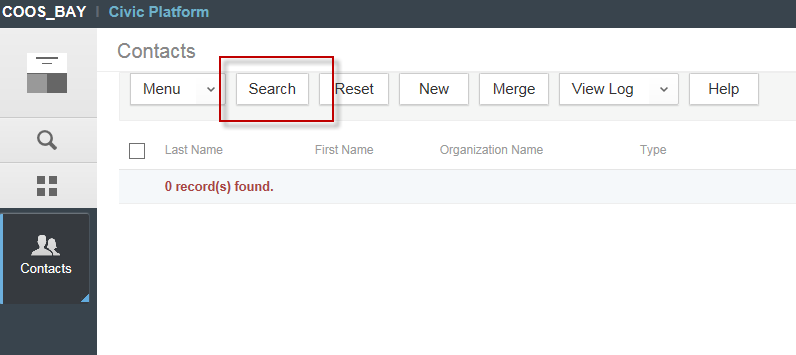 COOS_BAY | Civic Platform
Contacts
Menu Search Reset New Merge View Log Help
Last Name First Name Organization Name Type
0 record(s) found.
Contacts